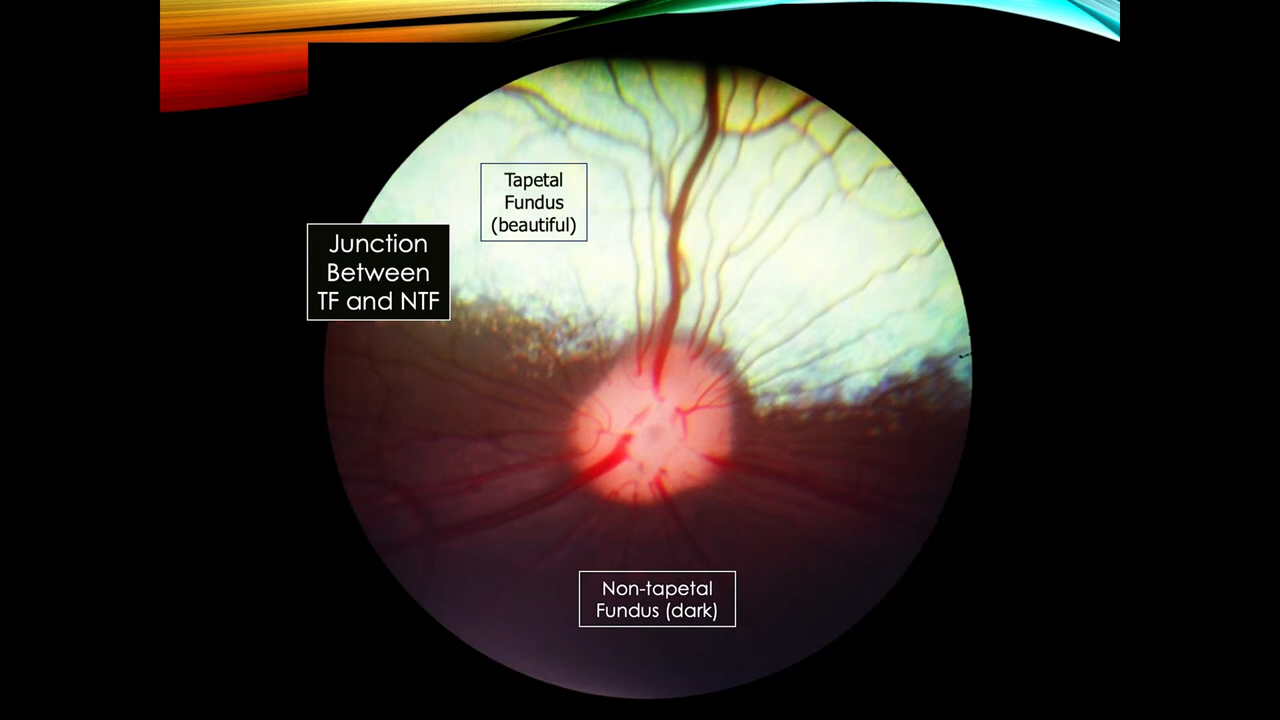 Tapetal
Fundus
(beautiful)
Junction
Between
TF and NTF
Non-tapetal
Fundus (dark)